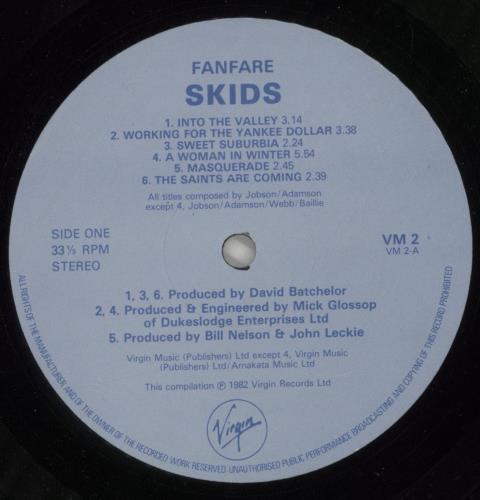 FANFARE
SKIDS
1. INTO THE VALLEY 3.14
2. WORKING FOR THE YANKEE DOLLAR 3.38
3. SWEET SUBURBIA 2.24
4. A WOMAN IN WINTER 5.54
5. MASQUERADE 2.45
6. THE SAINTS ARE COMING 2.39
All titles composed by Jobson/Adamson
except 4, Jobson/Adamson/Webb/Baillie
SIDE ONE
33⅓ RPM
STEREO
VM 2
VM 2-A
1, 3, 6. Produced by David Batchelor
2, 4. Produced & Engineered by Mick Glossop
of Dukeslodge Enterprises Ltd
5. Produced by Bill Nelson & John Leckie
Virgin Music (Publishers) Ltd except 4, Virgin Music
(Publishers) Ltd/Arnakata Music Ltd
This compilation ℗ 1982 Virgin Records Ltd
Virgin
ALL RIGHTS OF THE MANUFACTURER AND OF THE OWNER OF THE RECORDED WORK RESERVED. UNAUTHORISED PUBLIC PERFORMANCE BROADCASTING AND COPYING OF THIS RECORD PROHIBITED